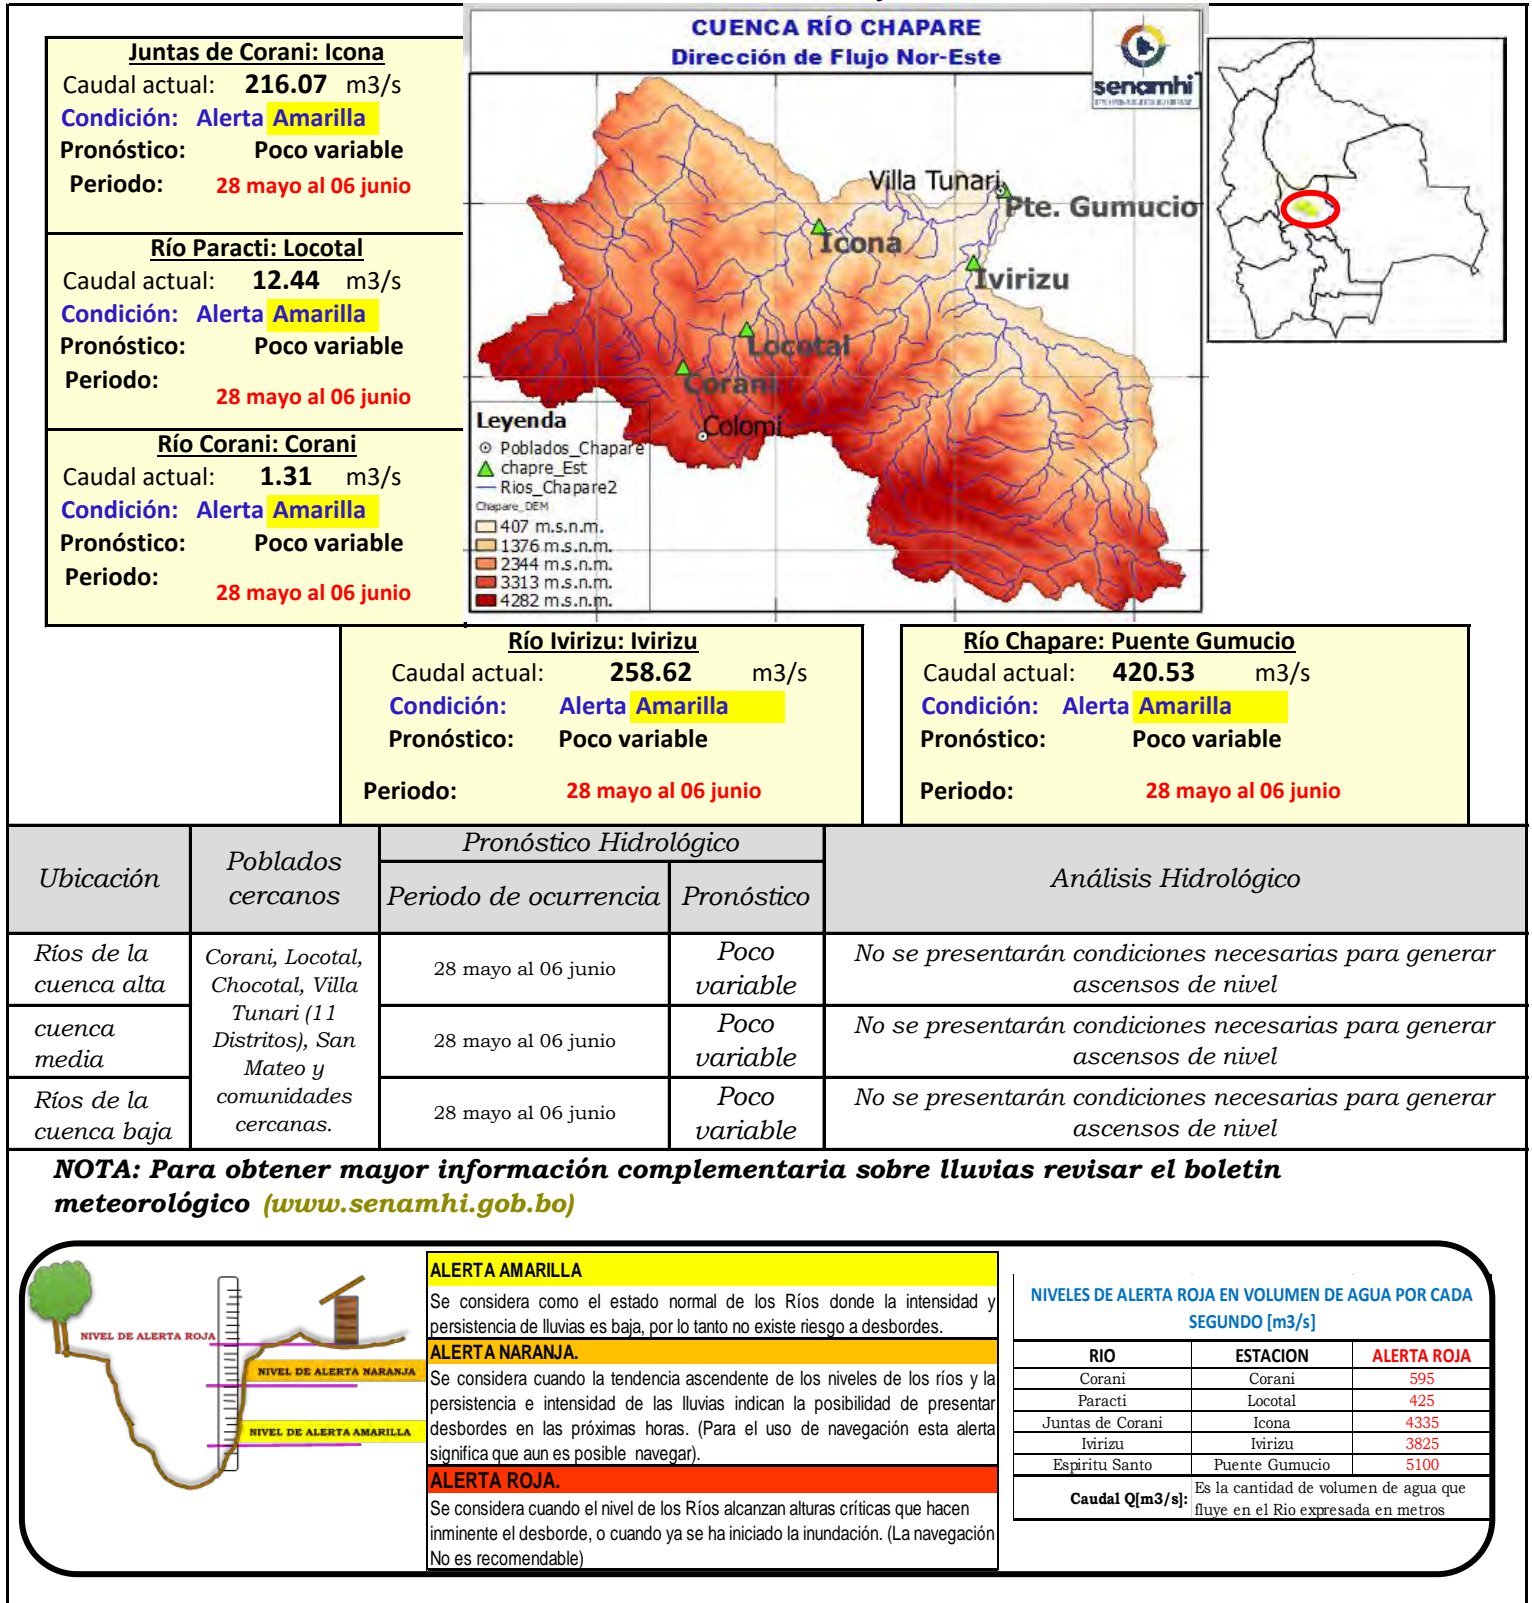 CUENCA RÍO CHAPARE
Dirección de Flujo Nor-Este
senamhi
Juntas de Corani: Icona
Caudal actual: 216.07 m3/s
Condición: Alerta Amarilla
Pronóstico: Poco variable
Periodo: 28 mayo al 06 junio
Río Paracti: Locotal
Caudal actual: 12.44 m3/s
Condición: Alerta Amarilla
Pronóstico: Poco variable
Periodo:
28 mayo al 06 junio
Río Corani: Corani
Caudal actual: 1.31 m3/s
Condición: Alerta Amarilla
Pronóstico: Poco variable
Periodo:
28 mayo al 06 junio
Villa Tunari
Pte. Gumucio
Icona
Ivirizu
Locotal
Corani
Colomi
Leyenda
Poblados_Chapare
chapre_Est
Rios_Chapare2
Chapare_DEM
407 m.s.n.m.
1376 m.s.n.m.
2344 m.s.n.m.
3313 m.s.n.m.
4282 m.s.n.m.
Río Ivirizu: Ivirizu
Caudal actual: 258.62 m3/s
Condición: Alerta Amarilla
Pronóstico: Poco variable
Periodo: 28 mayo al 06 junio
Río Chapare: Puente Gumucio
Caudal actual: 420.53 m3/s
Condición: Alerta Amarilla
Pronóstico: Poco variable
Periodo: 28 mayo al 06 junio
Ubicación
Poblados
cercanos
Pronóstico Hidrológico
Periodo de ocurrencia
Pronóstico
Análisis Hidrológico
Ríos de la
cuenca alta
Corani, Locotal,
Chocotal, Villa
Tunari (11
Distritos), San
Mateo y
comunidades
cercanas.
28 mayo al 06 junio
Poco
variable
No se presentarán condiciones necesarias para generar
ascensos de nivel
cuenca
media
28 mayo al 06 junio
Poco
variable
No se presentarán condiciones necesarias para generar
ascensos de nivel
Ríos de la
cuenca baja
28 mayo al 06 junio
Poco
variable
No se presentarán condiciones necesarias para generar
ascensos de nivel
NOTA: Para obtener mayor información complementaria sobre lluvias revisar el boletin
meteorológico (www.senamhi.gob.bo)
NIVEL DE ALERTA ROJA
NIVEL DE ALERTA NARANJA
NIVEL DE ALERTA AMARILLA
ALERTA AMARILLA
Se considera como el estado normal de los Ríos donde la intensidad y
persistencia de lluvias es baja, por lo tanto no existe riesgo a desbordes.
ALERTA NARANJA.
Se considera cuando la tendencia ascendente de los niveles de los ríos y la
persistencia e intensidad de las lluvias indican la posibilidad de presentar
desbordes en las próximas horas. (Para el uso de navegación esta alerta
significa que aun es posible navegar).
ALERTA ROJA.
Se considera cuando el nivel de los Ríos alcanzan alturas críticas que hacen
inminente el desborde, o cuando ya se ha iniciado la inundación. (La navegación
No es recomendable)
NIVELES DE ALERTA ROJA EN VOLUMEN DE AGUA POR CADA
SEGUNDO [m3/s]
RIO ESTACION ALERTA ROJA
Corani Corani 595
Paracti Locotal 425
Juntas de Corani Icona 4335
Ivirizu Ivirizu 3825
Espiritu Santo Puente Gumucio 5100
Caudal Q[m3/s]: Es la cantidad de volumen de agua que
fluye en el Rio expresada en metros